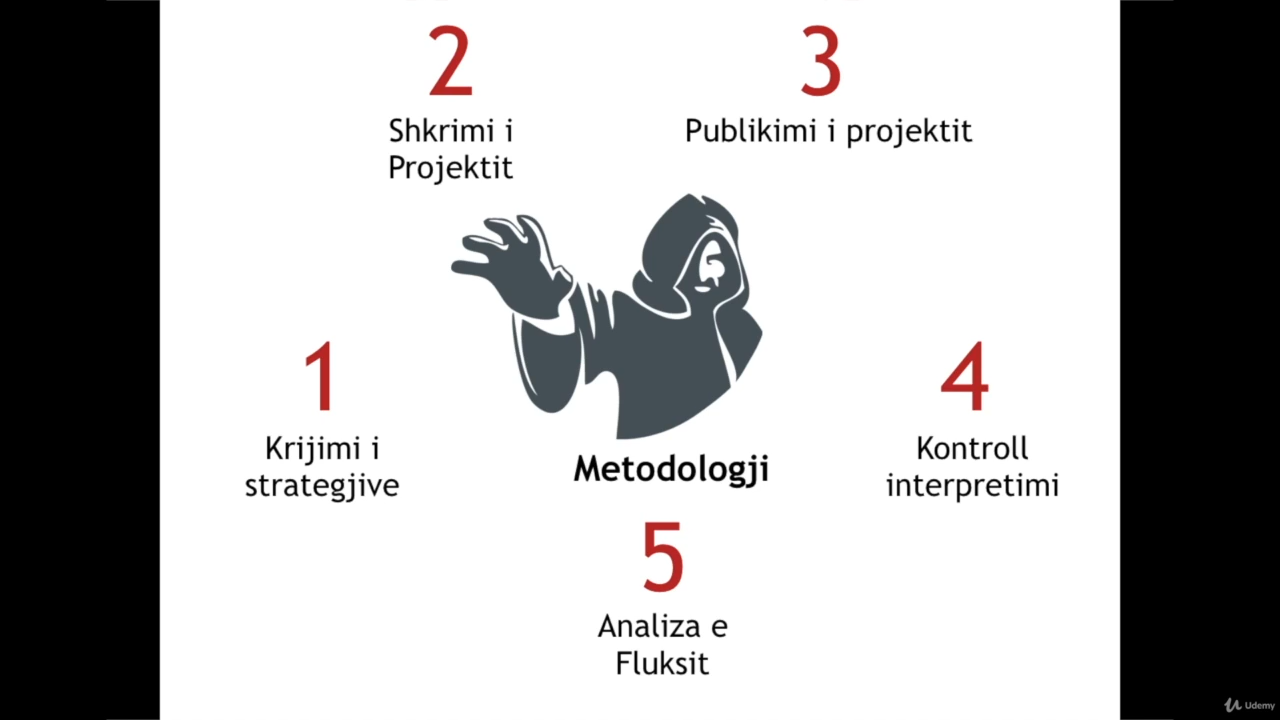 2
Shkrimi i
Projektit
3
Publikimi i projektit
1
Krijimi i
strategjive
4
Kontroll
interpretimi
Metodologji
5
Analiza e
Fluksit
Udemy